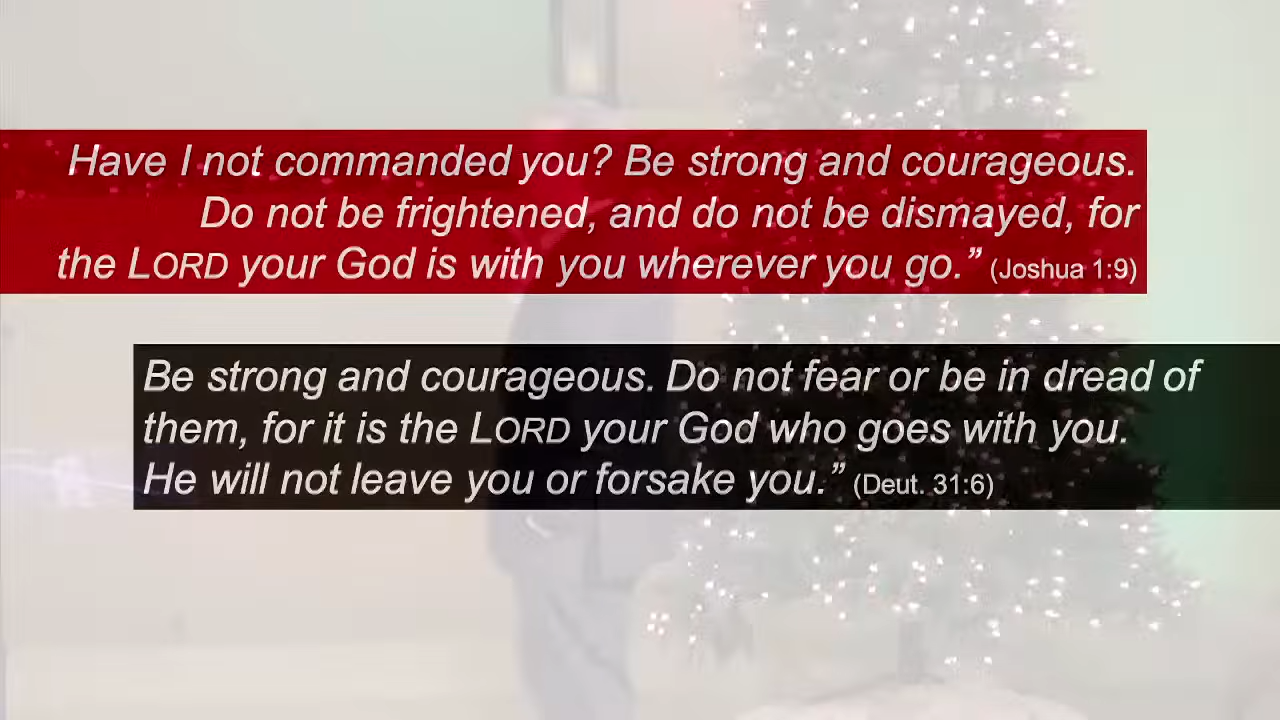 Have I not commanded you? Be strong and courageous.
Do not be frightened, and do not be dismayed, for
the LORD your God is with you wherever you go.” (Joshua 1:9)
Be strong and courageous. Do not fear or be in dread of
them, for it is the LORD your God who goes with you.
He will not leave you or forsake you.” (Deut. 31:6)